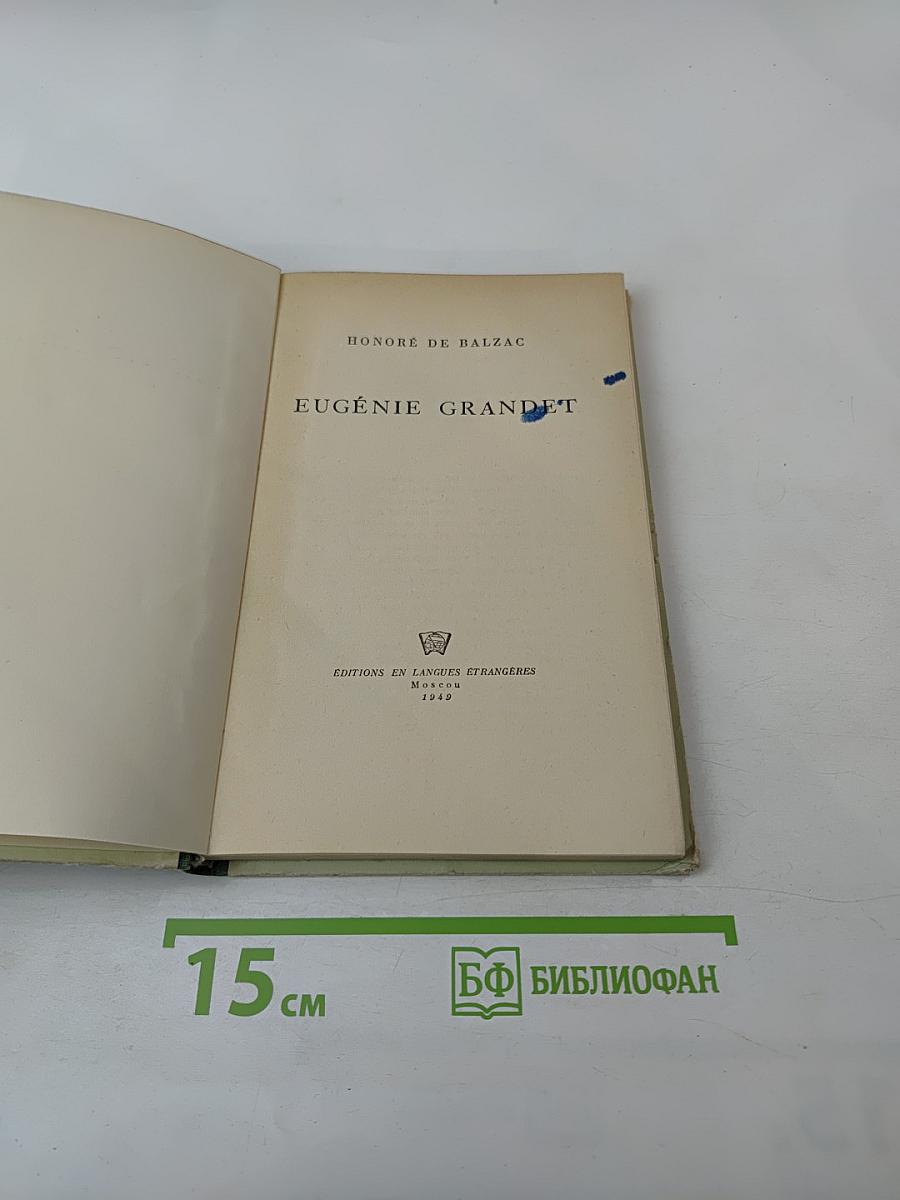 HONORÉ DE BALZAC
EUGÉNIE GRANDET
ÉDITIONS EN LANGUES ÉTRANGÈRES
Moscou
1949
15 см
БФ БИБЛИОФАН